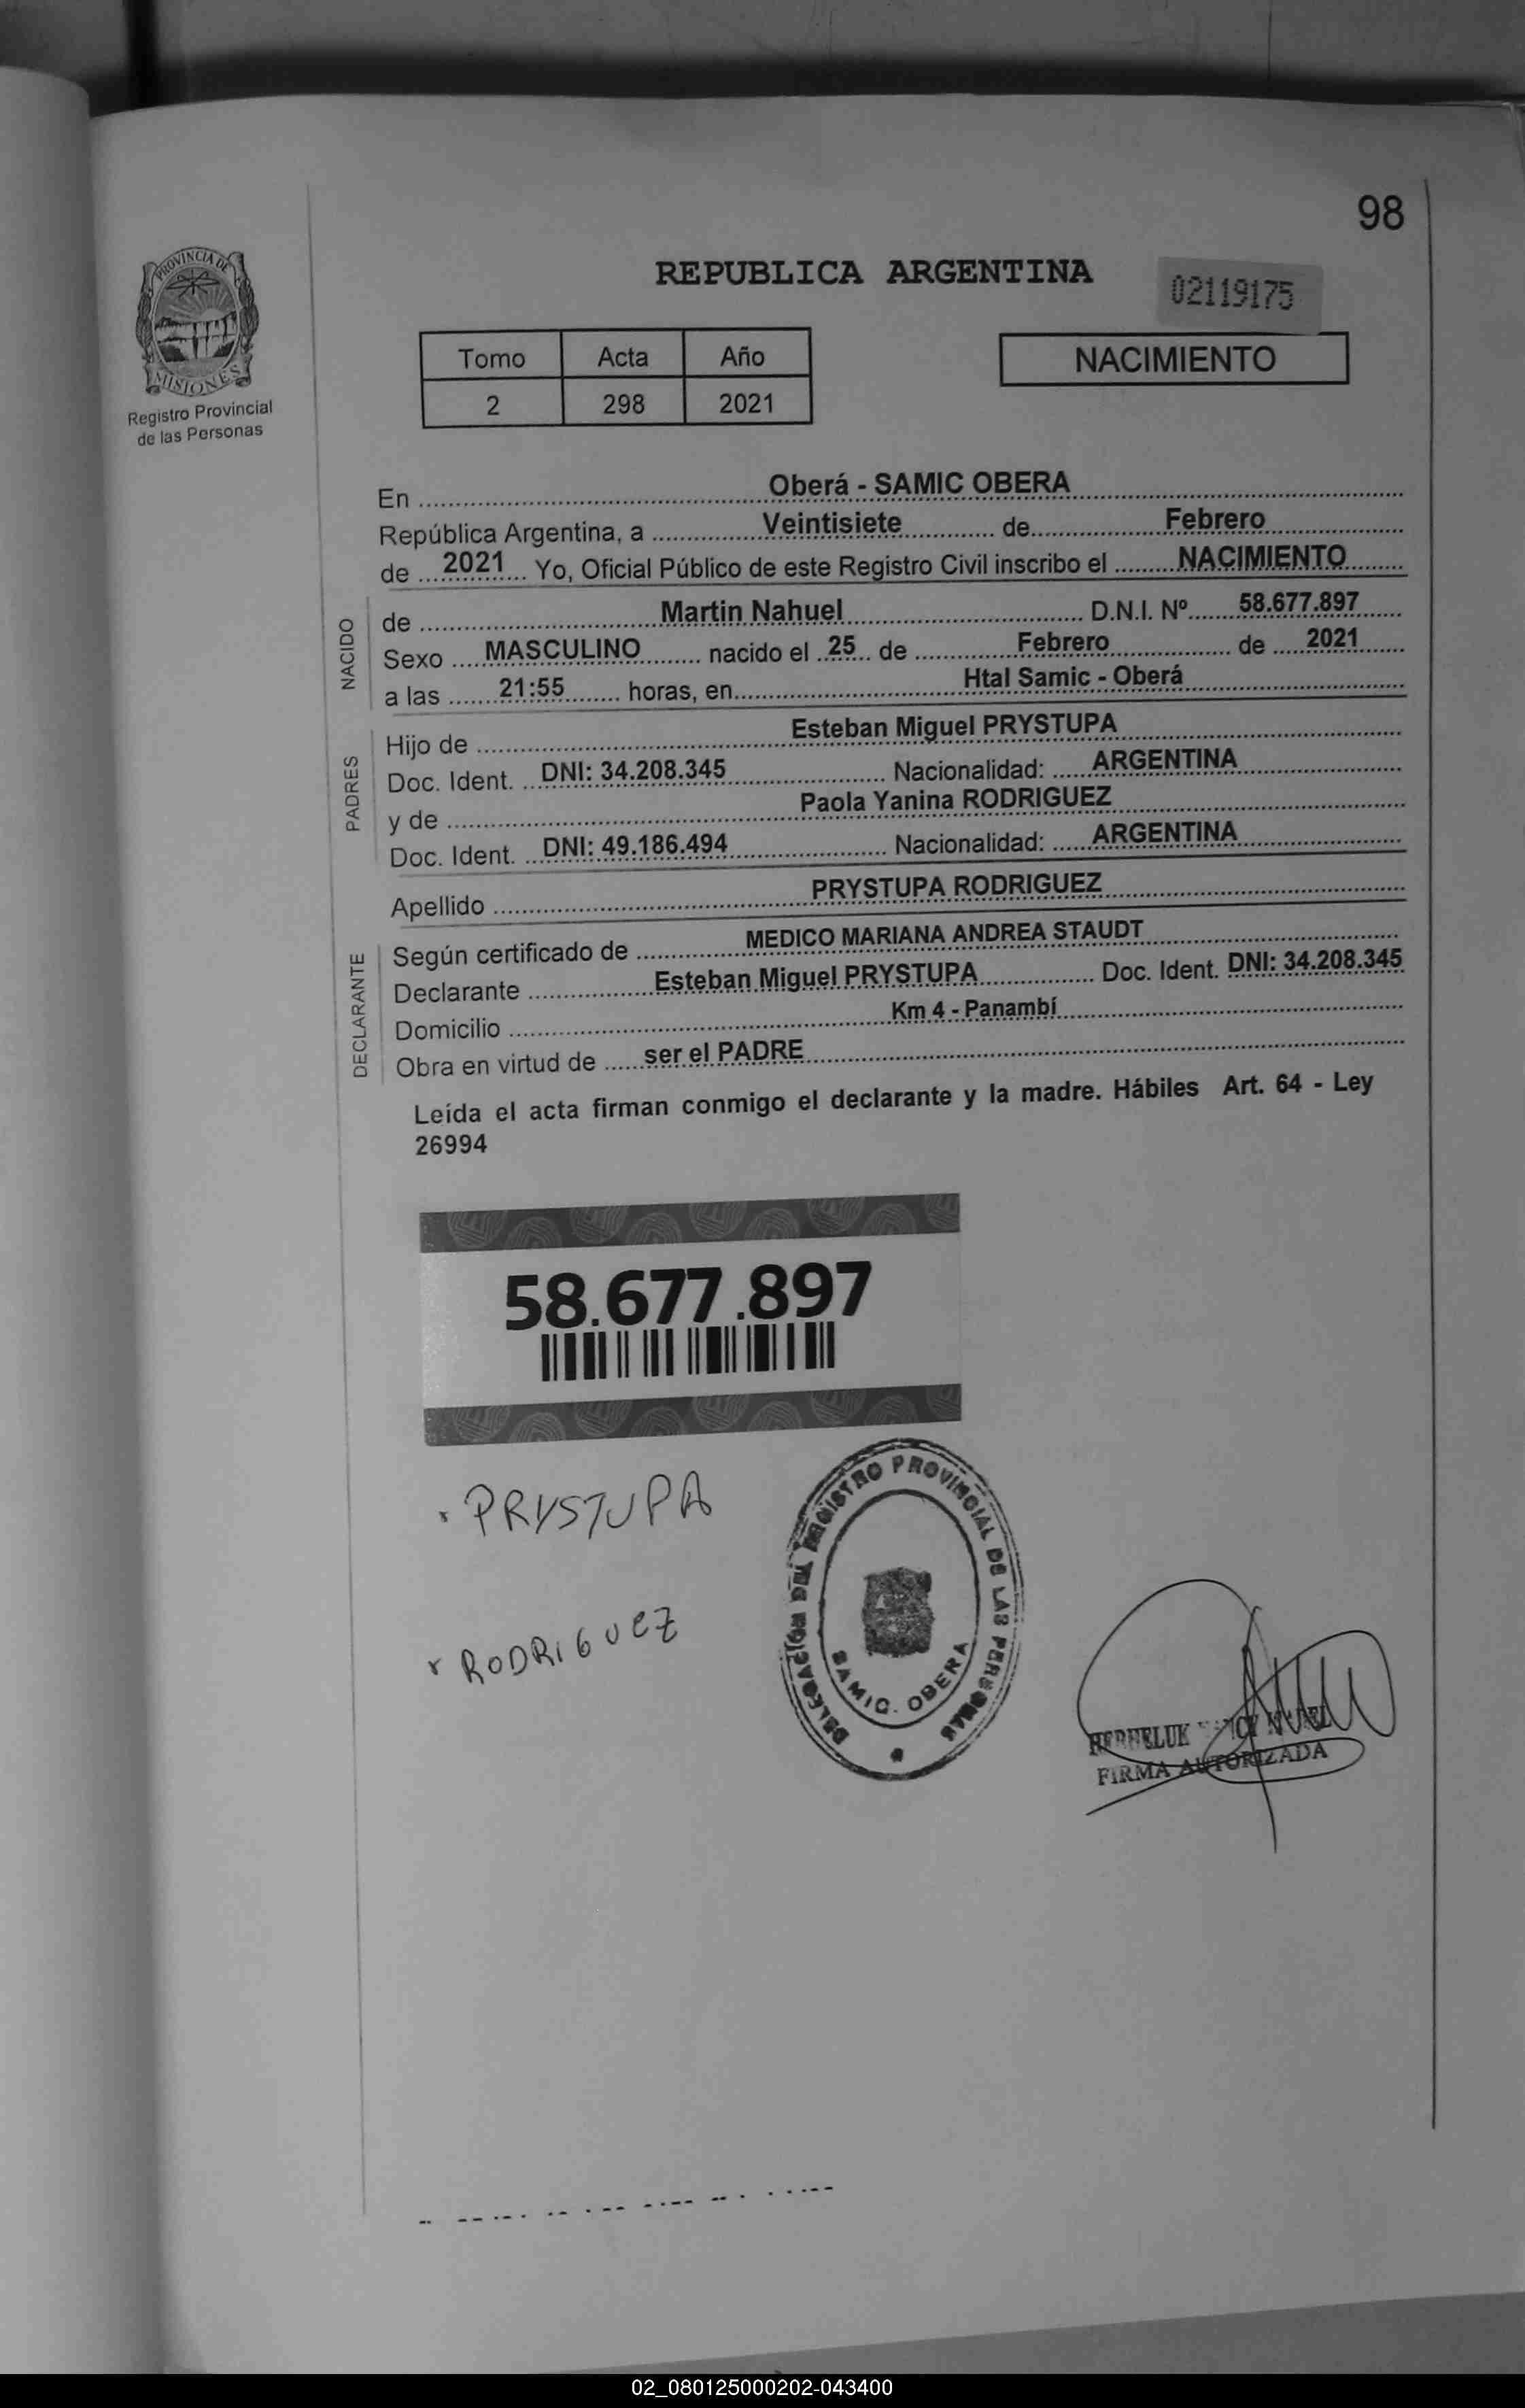 98
PROVINCIA DE
MISIONES
Registro Provincial
de las Personas
REPUBLICA ARGENTINA
02119175
Tomo Acta Año
2 298 2021
NACIMIENTO
En Oberá - SAMIC OBERA
República Argentina, a Veintisiete de Febrero
de 2021 Yo, Oficial Público de este Registro Civil inscribo el NACIMIENTO
NACIDO
de Martin Nahuel D.N.I. Nº 58.677.897
Sexo MASCULINO nacido el 25 de Febrero de 2021
a las 21:55 horas, en Htal Samic - Oberá
PADRES
Hijo de Esteban Miguel PRYSTUPA
Doc. Ident. DNI: 34.208.345 Nacionalidad: ARGENTINA
y de Paola Yanina RODRIGUEZ
Doc. Ident. DNI: 49.186.494 Nacionalidad: ARGENTINA
Apellido PRYSTUPA RODRIGUEZ
DECLARANTE
Según certificado de MEDICO MARIANA ANDREA STAUDT
Declarante Esteban Miguel PRYSTUPA Doc. Ident. DNI: 34.208.345
Domicilio Km 4 - Panambí
Obra en virtud de ser el PADRE
Leída el acta firman conmigo el declarante y la madre. Hábiles Art. 64 - Ley
26994
58.677.897
PRYSTUPA
RODRIGUEZ
DELEGACION DEL REGISTRO PROVINCIAL DE LAS PERSONAS
SAMIC. OBERA
FIRMA AUTORIZADA
02_080125000202-043400